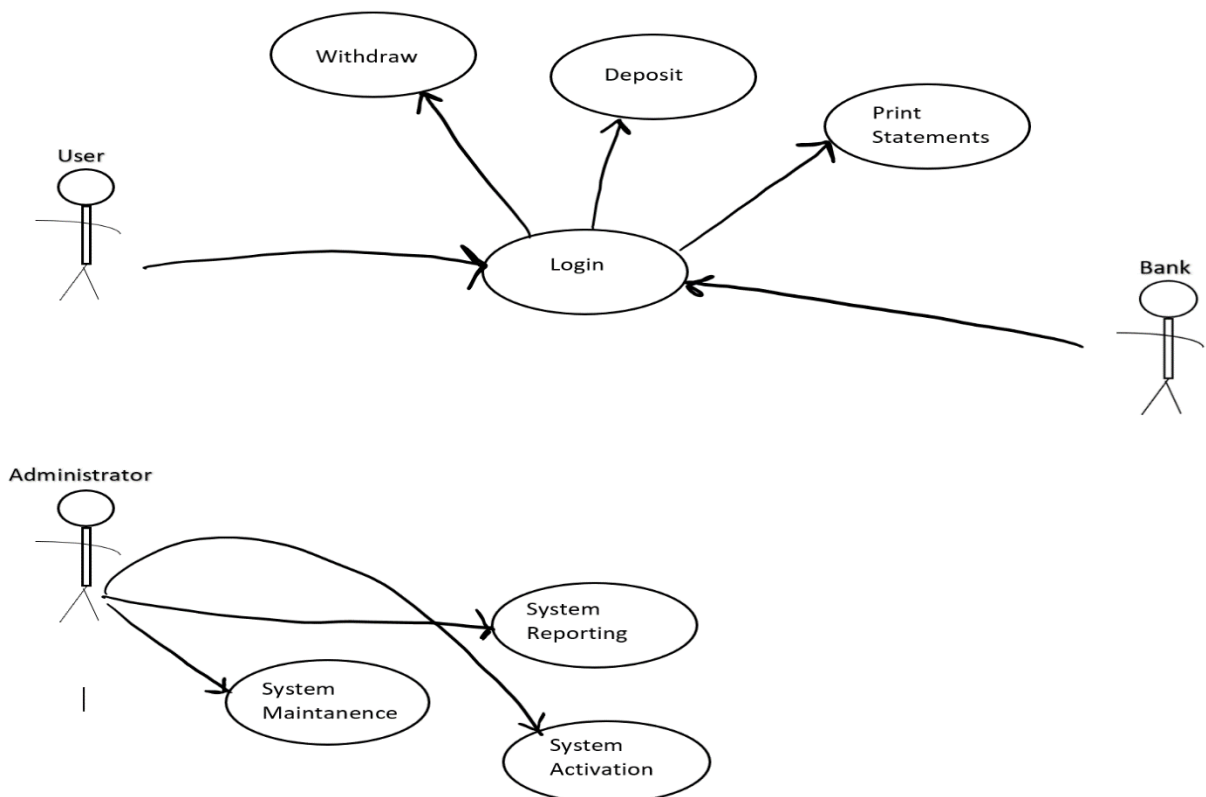 Withdraw
Deposit
Print
Statements
User
Login
Bank
Administrator
System
Reporting
System
Maintanence
System
Activation